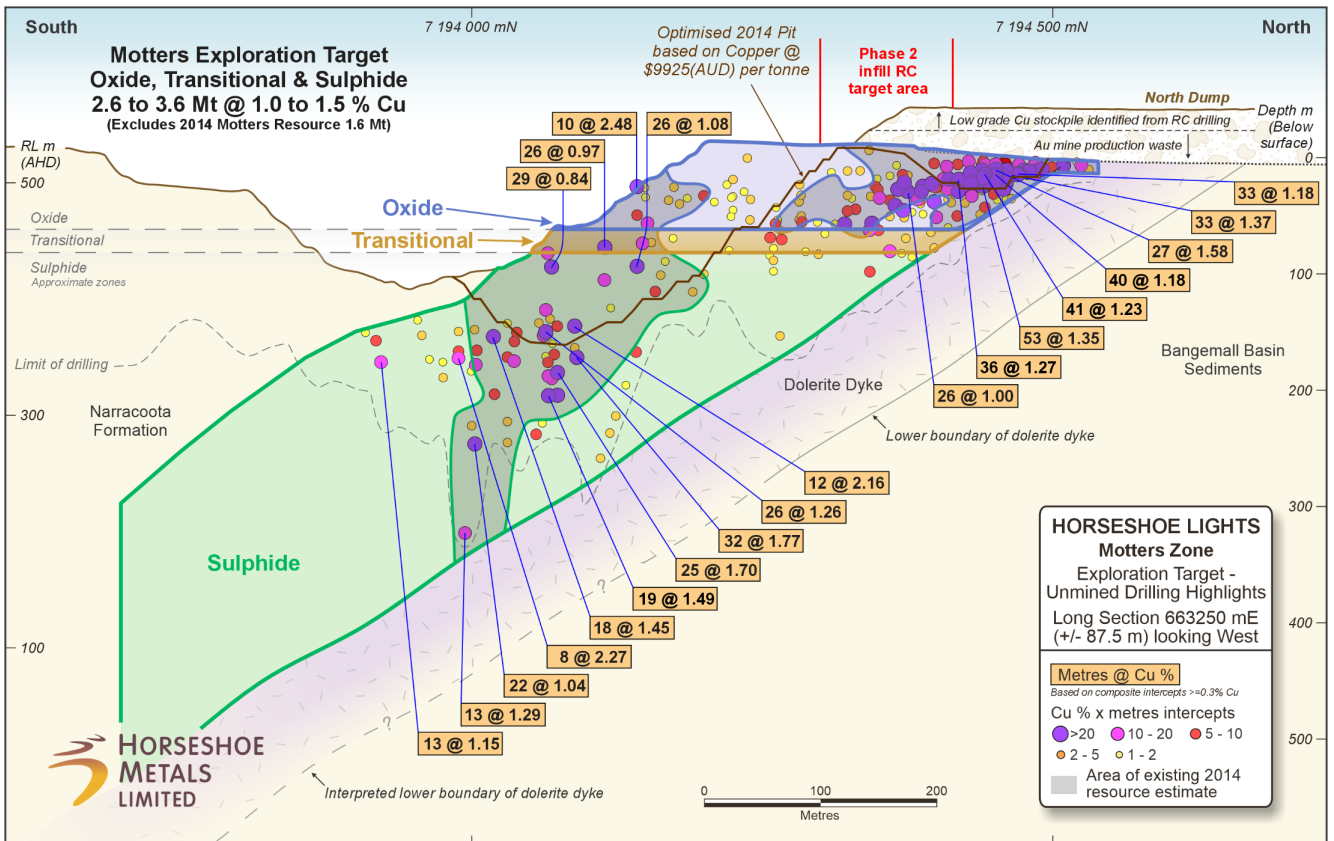 South
7 194 000 mN
7 194 500 mN
North
Motters Exploration Target
Oxide, Transitional & Sulphide
2.6 to 3.6 Mt @ 1.0 to 1.5 % Cu
(Excludes 2014 Motters Resource 1.6 Mt)
Optimised 2014 Pit
based on Copper @
$9925(AUD) per tonne
Phase 2
infill RC
target area
North Dump
Low grade Cu stockpile identified from RC drilling
Au mine production waste
Depth m
(Below
surface)
0
100
200
300
400
500
RL m
(AHD)
500
300
100
Oxide
Transitional
Sulphide
Approximate zones
Limit of drilling
Narracoota
Formation
Oxide
Transitional
Sulphide
10 @ 2.48
26 @ 1.08
26 @ 0.97
29 @ 0.84
33 @ 1.18
33 @ 1.37
27 @ 1.58
40 @ 1.18
41 @ 1.23
53 @ 1.35
36 @ 1.27
26 @ 1.00
Bangemall Basin
Sediments
Dolerite Dyke
Lower boundary of dolerite dyke
12 @ 2.16
26 @ 1.26
32 @ 1.77
25 @ 1.70
19 @ 1.49
18 @ 1.45
8 @ 2.27
22 @ 1.04
13 @ 1.29
13 @ 1.15
?
?
Interpreted lower boundary of dolerite dyke
HORSESHOE
METALS
LIMITED
0
100
200
Metres
HORSESHOE LIGHTS
Motters Zone
Exploration Target -
Unmined Drilling Highlights
Long Section 663250 mE
(+/- 87.5 m) looking West
Metres @ Cu %
Based on composite intercepts >=0.3% Cu
Cu % x metres intercepts
>20
10 - 20
5 - 10
2 - 5
1 - 2
Area of existing 2014
resource estimate